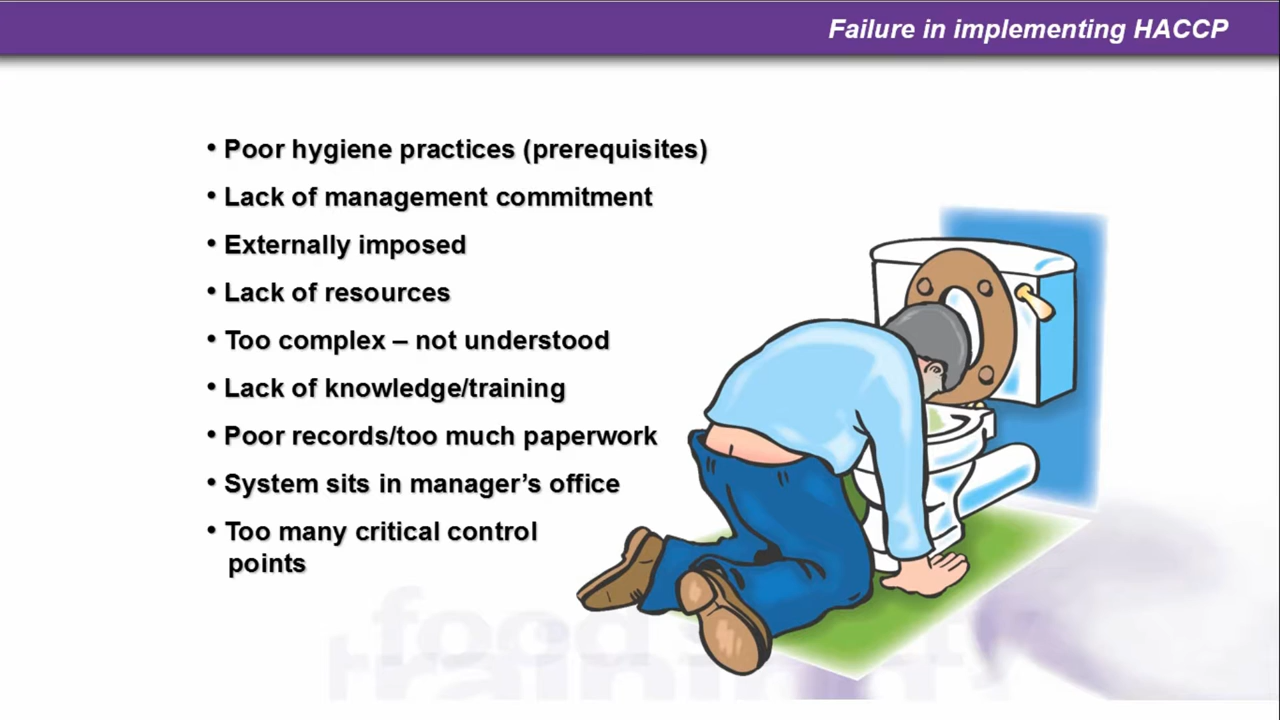 Failure in implementing HACCP
• Poor hygiene practices (prerequisites)
• Lack of management commitment
• Externally imposed
• Lack of resources
• Too complex – not understood
• Lack of knowledge/training
• Poor records/too much paperwork
• System sits in manager’s office
• Too many critical control
points
food
training